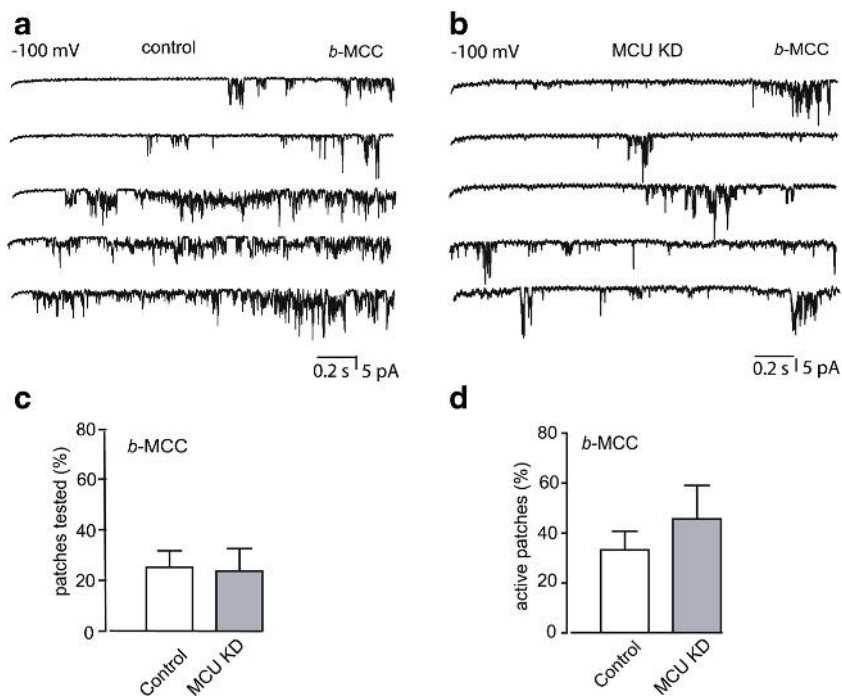 a
-100 mV control b-MCC
0.2 s 5 pA
b
-100 mV MCU KD b-MCC
0.2 s 5 pA
c
b-MCC
patches tested (%)
80
60
40
20
0
Control
MCU KD
d
b-MCC
active patches (%)
80
60
40
20
0
Control
MCU KD